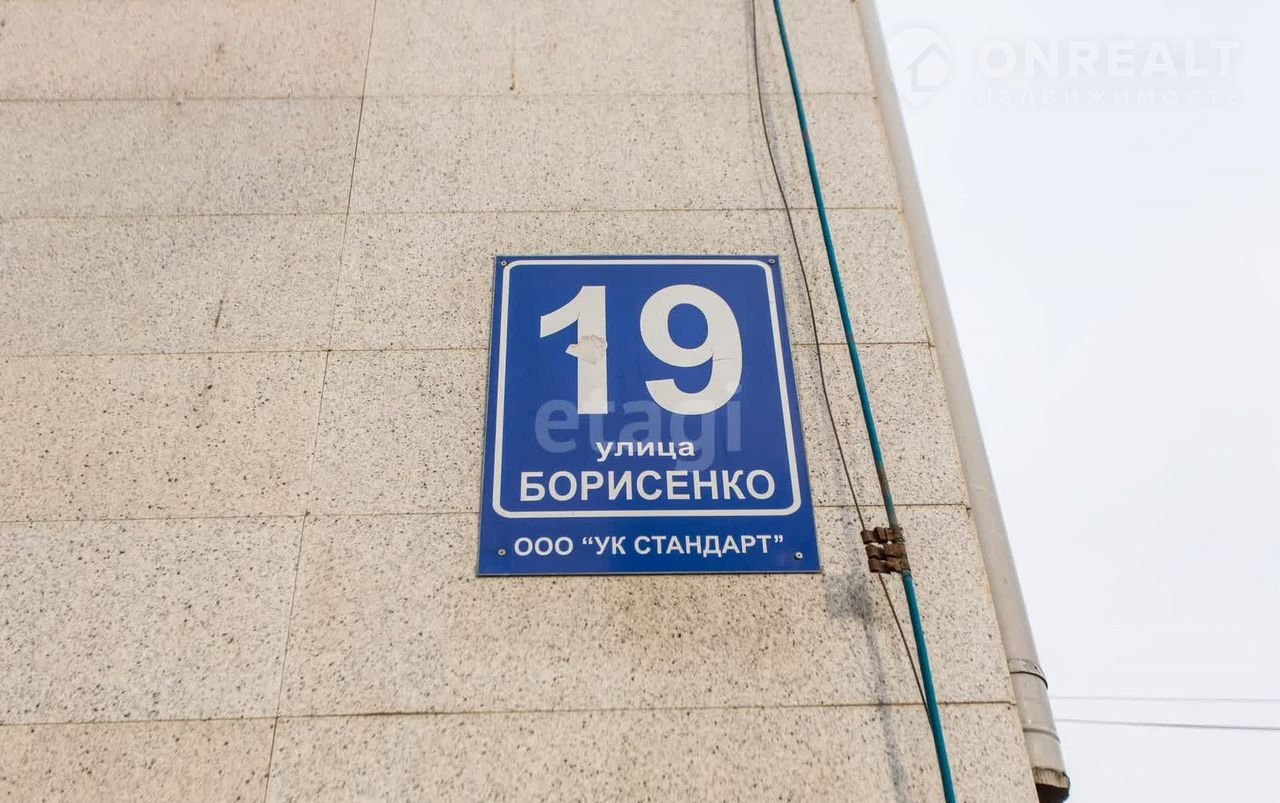 ONREALT
НЕДВИЖИМОСТЬ
19
etagi
улица
БОРИСЕНКО
ООО “УК СТАНДАРТ”